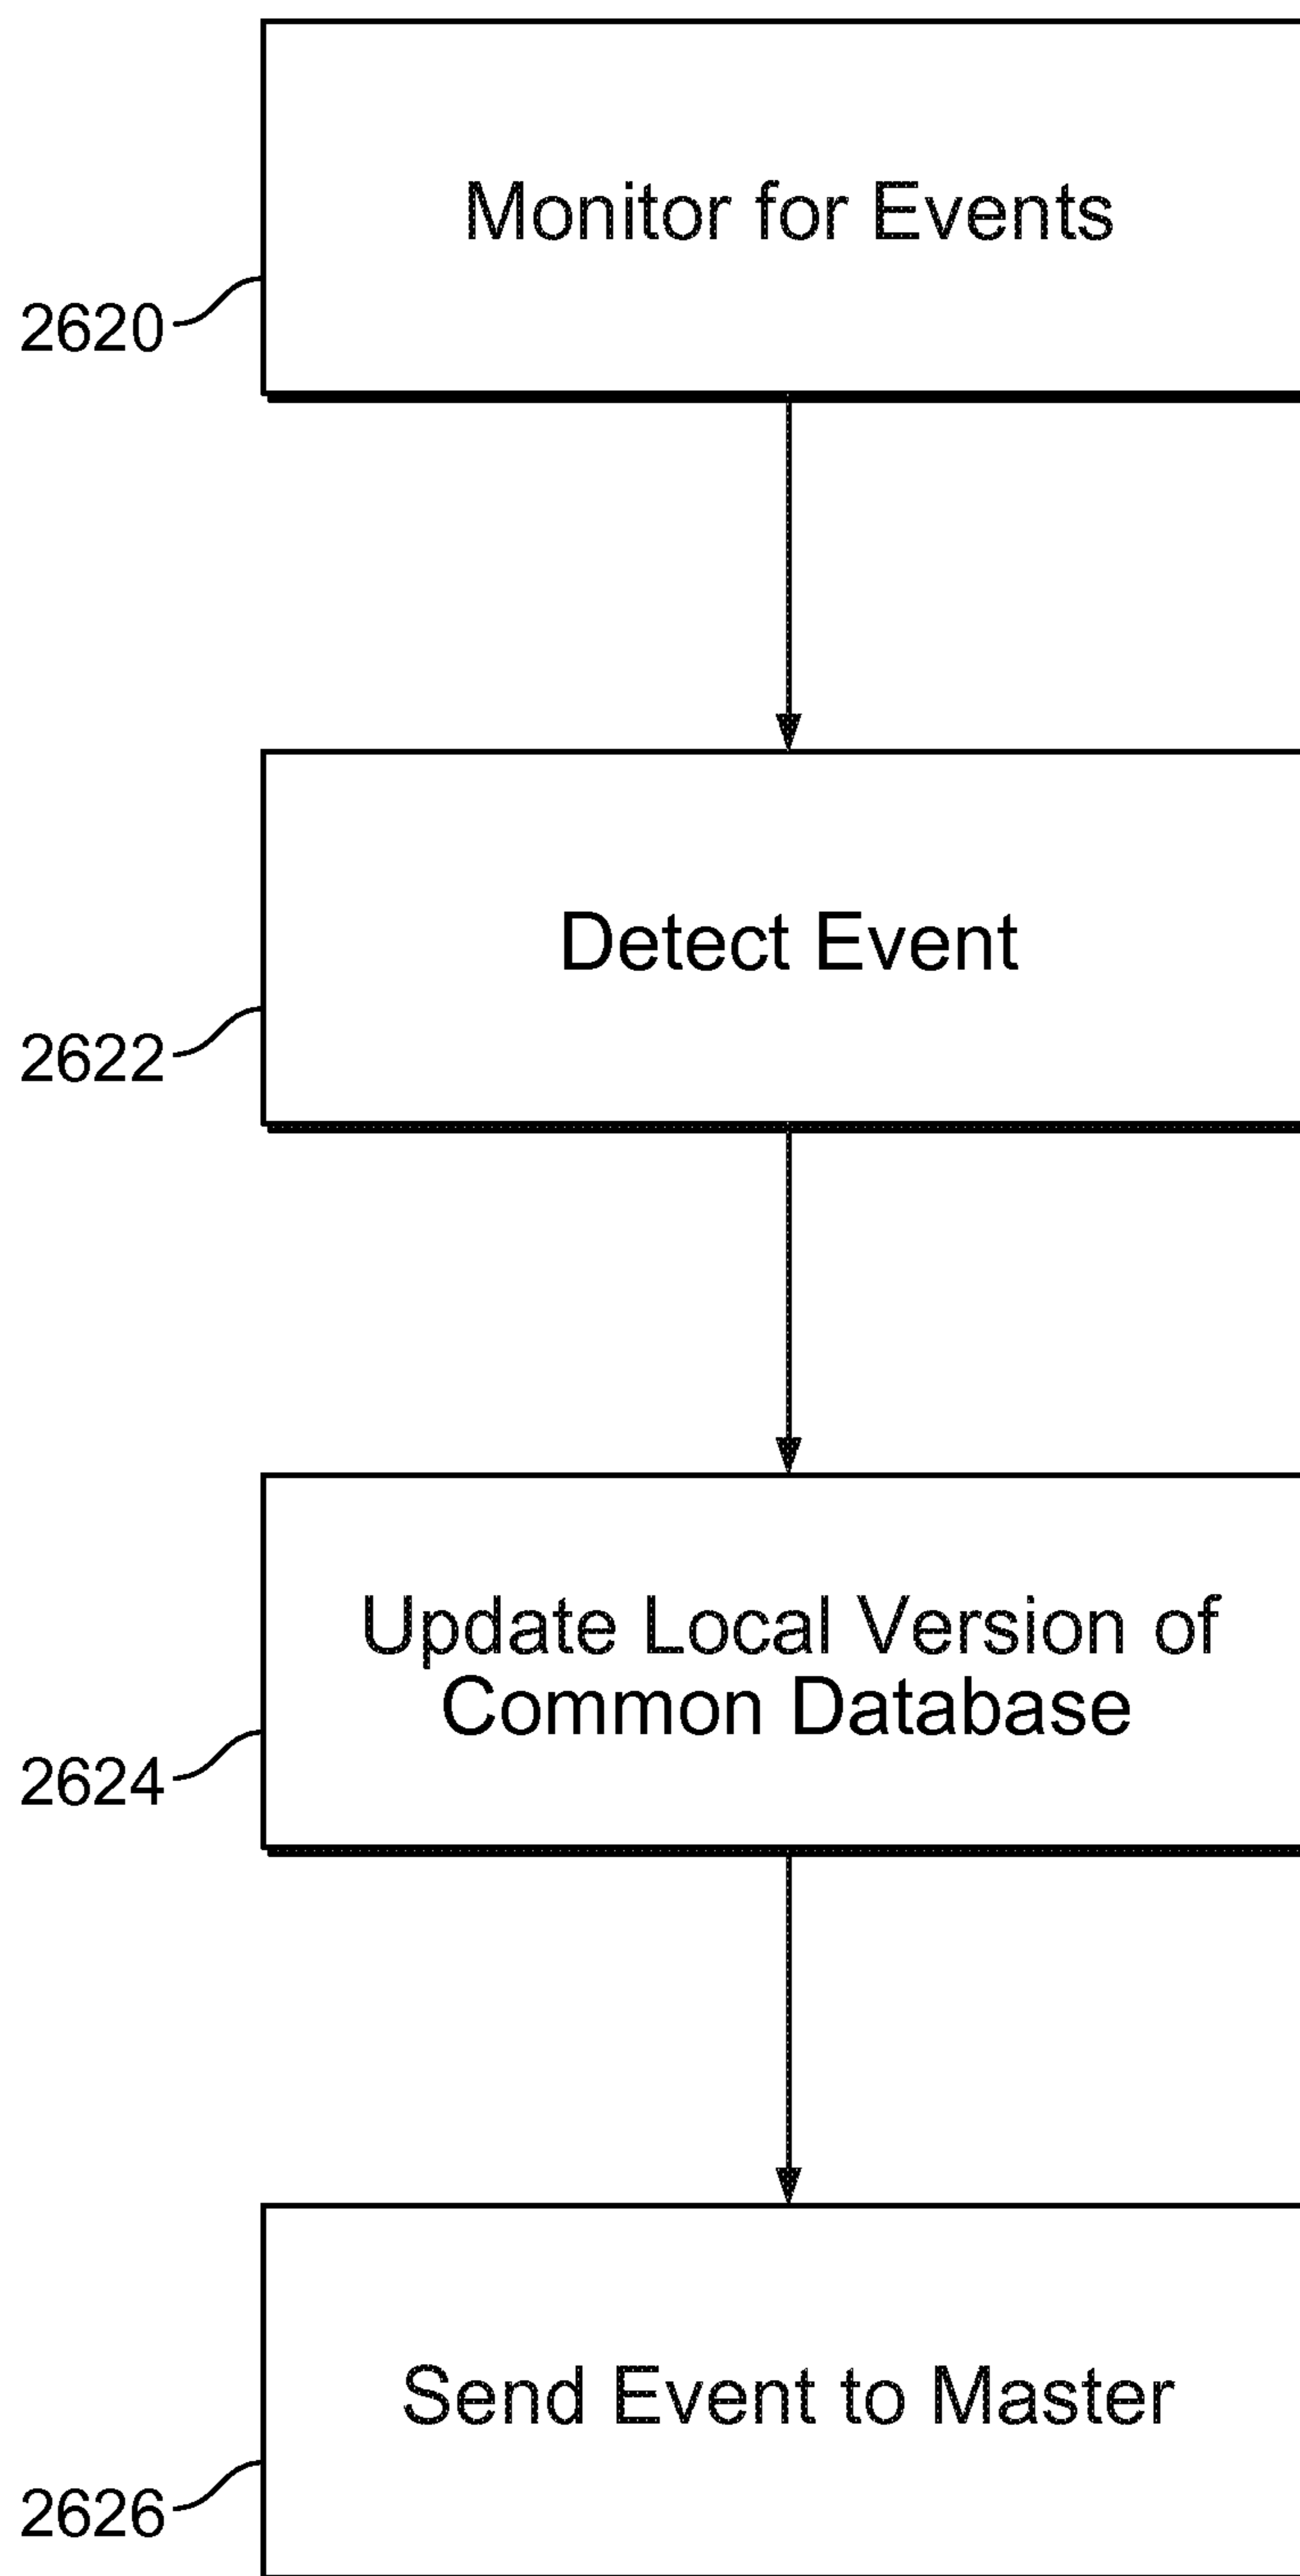 Monitor for Events
2620
Detect Event
2622
Update Local Version of
Common Database
2624
Send Event to Master
2626